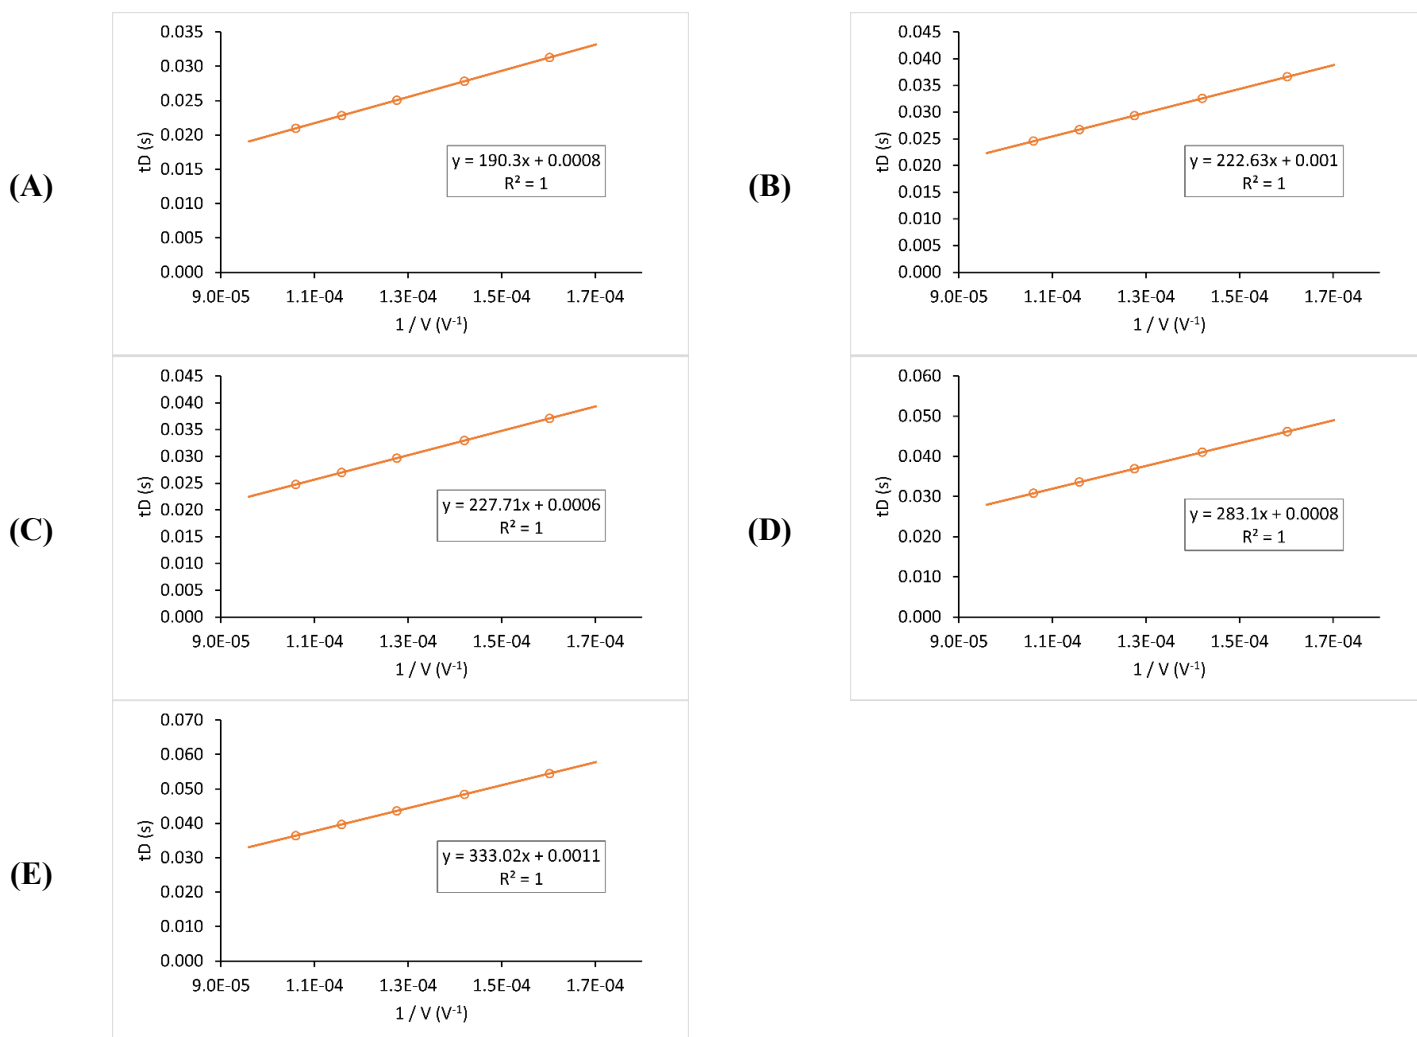 (A)
0.035
0.030
0.025
0.020
0.015
0.010
0.005
0.000
tD (s)
y = 190.3x + 0.0008
R² = 1
9.0E-05 1.1E-04 1.3E-04 1.5E-04 1.7E-04
1 / V (V⁻¹)
(B)
0.045
0.040
0.035
0.030
0.025
0.020
0.015
0.010
0.005
0.000
tD (s)
y = 222.63x + 0.001
R² = 1
9.0E-05 1.1E-04 1.3E-04 1.5E-04 1.7E-04
1 / V (V⁻¹)
(C)
0.045
0.040
0.035
0.030
0.025
0.020
0.015
0.010
0.005
0.000
tD (s)
y = 227.71x + 0.0006
R² = 1
9.0E-05 1.1E-04 1.3E-04 1.5E-04 1.7E-04
1 / V (V⁻¹)
(D)
0.060
0.050
0.040
0.030
0.020
0.010
0.000
tD (s)
y = 283.1x + 0.0008
R² = 1
9.0E-05 1.1E-04 1.3E-04 1.5E-04 1.7E-04
1 / V (V⁻¹)
(E)
0.070
0.060
0.050
0.040
0.030
0.020
0.010
0.000
tD (s)
y = 333.02x + 0.0011
R² = 1
9.0E-05 1.1E-04 1.3E-04 1.5E-04 1.7E-04
1 / V (V⁻¹)